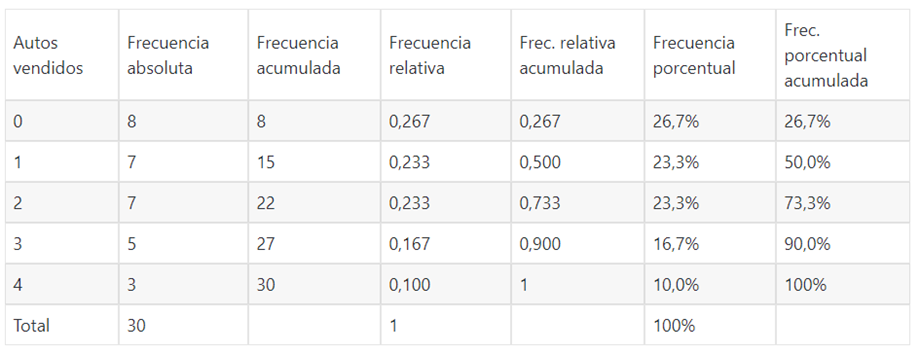 Autos vendidos | Frecuencia absoluta | Frecuencia acumulada | Frecuencia relativa | Frec. relativa acumulada | Frecuencia porcentual | Frec. porcentual acumulada
0 | 8 | 8 | 0,267 | 0,267 | 26,7% | 26,7%
1 | 7 | 15 | 0,233 | 0,500 | 23,3% | 50,0%
2 | 7 | 22 | 0,233 | 0,733 | 23,3% | 73,3%
3 | 5 | 27 | 0,167 | 0,900 | 16,7% | 90,0%
4 | 3 | 30 | 0,100 | 1 | 10,0% | 100%
Total | 30 | | 1 | | 100% |